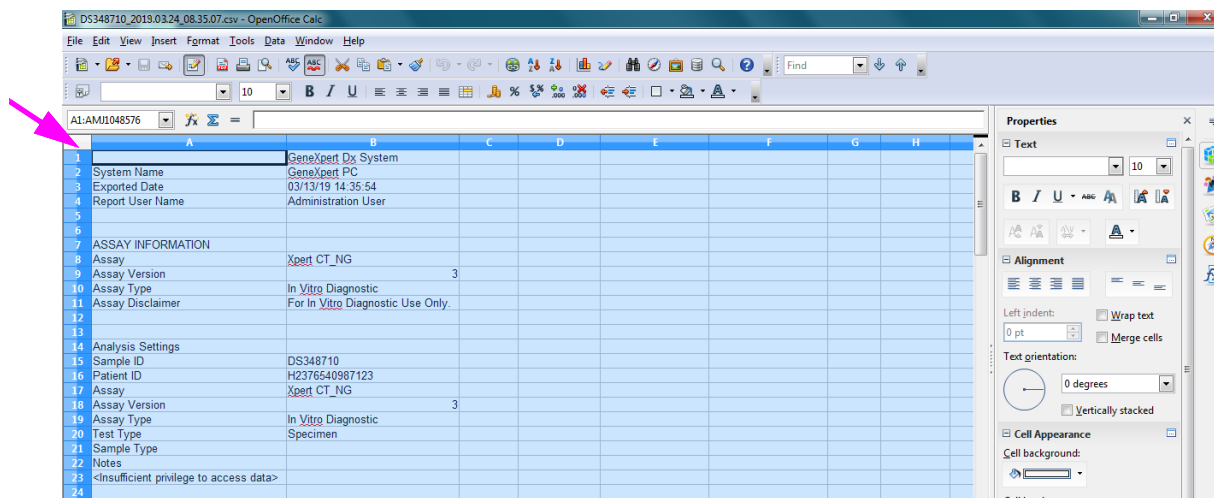 DS348710_2019.03.24_08.35.07.csv - OpenOffice Calc
File Edit View Insert Format Tools Data Window Help
Find
10
A1:AMJ1048576
Properties
A B C D E F G H
Text
1 GeneXpert Dx System
10
2 System Name GeneXpert PC
3 Exported Date 03/13/19 14:35:54
4 Report User Name Administration User
5
6
7 ASSAY INFORMATION
8 Assay Xpert CT_NG
Alignment
9 Assay Version 3
10 Assay Type In Vitro Diagnostic
11 Assay Disclaimer For In Vitro Diagnostic Use Only.
12
Left indent: Wrap text
13
0 pt Merge cells
14 Analysis Settings
15 Sample ID DS348710
Text orientation:
16 Patient ID H2376540987123
17 Assay Xpert CT_NG
0 degrees
18 Assay Version 3
19 Assay Type In Vitro Diagnostic
Vertically stacked
20 Test Type Specimen
21 Sample Type
Cell Appearance
22 Notes
Cell background:
23 <Insufficient privilege to access data>
24